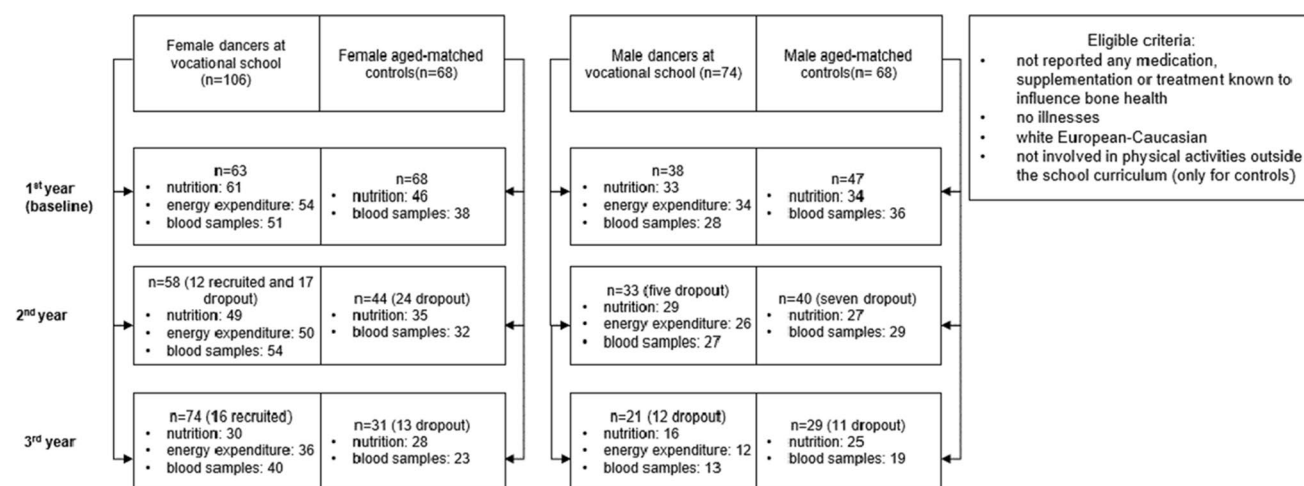 Female dancers at
vocational school
(n=106)
Female aged-matched
controls(n=68)
Male dancers at
vocational school (n=74)
Male aged-matched
controls(n= 68)
Eligible criteria:
• not reported any medication,
supplementation or treatment known to
influence bone health
• no illnesses
• white European-Caucasian
• not involved in physical activities outside
the school curriculum (only for controls)
1st year
(baseline)
n=63
• nutrition: 61
• energy expenditure: 54
• blood samples: 51
n=68
• nutrition: 46
• blood samples: 38
n=38
• nutrition: 33
• energy expenditure: 34
• blood samples: 28
n=47
• nutrition: 34
• blood samples: 36
2nd year
n=58 (12 recruited and 17
dropout)
• nutrition: 49
• energy expenditure: 50
• blood samples: 54
n=44 (24 dropout)
• nutrition: 35
• blood samples: 32
n=33 (five dropout)
• nutrition: 29
• energy expenditure: 26
• blood samples: 27
n=40 (seven dropout)
• nutrition: 27
• blood samples: 29
3rd year
n=74 (16 recruited)
• nutrition: 30
• energy expenditure: 36
• blood samples: 40
n=31 (13 dropout)
• nutrition: 28
• blood samples: 23
n=21 (12 dropout)
• nutrition: 16
• energy expenditure: 12
• blood samples: 13
n=29 (11 dropout)
• nutrition: 25
• blood samples: 19